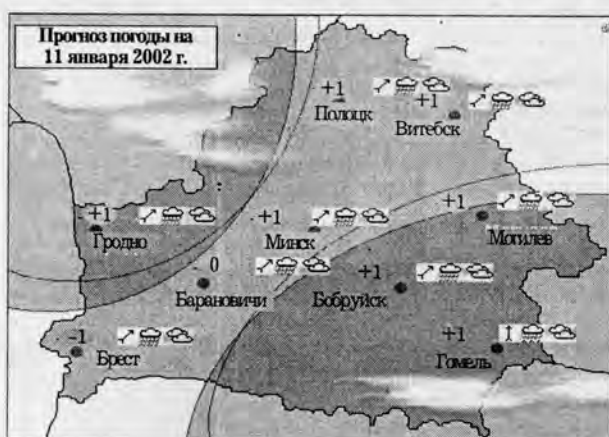 Прогноз погоды на
11 января 2002 г.
+1
Полоцк
+1
Витебск
+1
Гродно
+1
Минск
+1
Могилев
0
Барановичи
+1
Бобруйск
-1
Брест
+1
Гомель